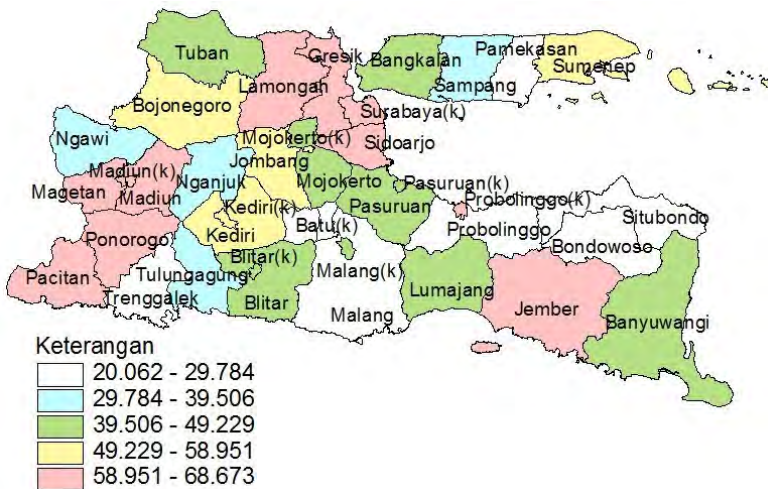 Tuban
Gresik
Bangkalan
Pamekasan
Lamongan
Sampang
Sumenep
Bojonegoro
Surabaya(k)
Ngawi
Mojokerto(k)
Sidoarjo
Jombang
Madiun(k)
Nganjuk
Mojokerto
Pasuruan(k)
Magetan
Madiun
Kediri(k)
Pasuruan
Probolinggo(k)
Situbondo
Ponorogo
Kediri
Batu(k)
Probolinggo
Bondowoso
Pacitan
Tulungagung
Blitar(k)
Malang(k)
Lumajang
Trenggalek
Blitar
Malang
Jember
Banyuwangi
Keterangan
20.062 - 29.784
29.784 - 39.506
39.506 - 49.229
49.229 - 58.951
58.951 - 68.673